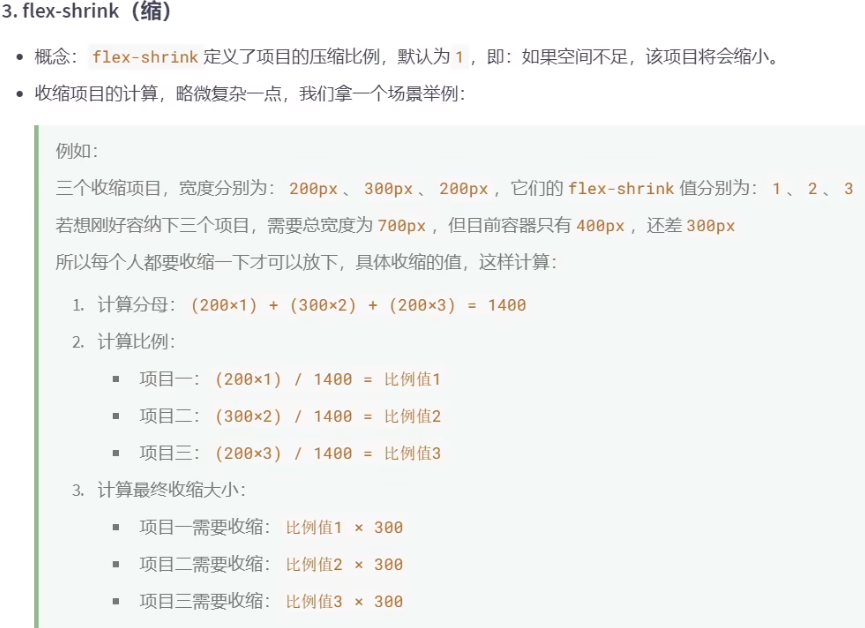 3. flex-shrink（缩）
概念：flex-shrink 定义了项目的压缩比例，默认为 1 ，即：如果空间不足，该项目将会缩小。
收缩项目的计算，略微复杂一点，我们拿一个场景举例：
例如：
三个收缩项目，宽度分别为： 200px 、 300px 、 200px ，它们的 flex-shrink 值分别为： 1 、 2 、 3
若想刚好容纳下三个项目，需要总宽度为 700px ，但目前容器只有 400px ，还差 300px
所以每个人都要收缩一下才可以放下，具体收缩的值，这样计算：
1. 计算分母： (200×1) + (300×2) + (200×3) = 1400
2. 计算比例：
项目一： (200×1) / 1400 = 比例值1
项目二： (300×2) / 1400 = 比例值2
项目三： (200×3) / 1400 = 比例值3
3. 计算最终收缩大小：
项目一需要收缩： 比例值1 × 300
项目二需要收缩： 比例值2 × 300
项目三需要收缩： 比例值3 × 300